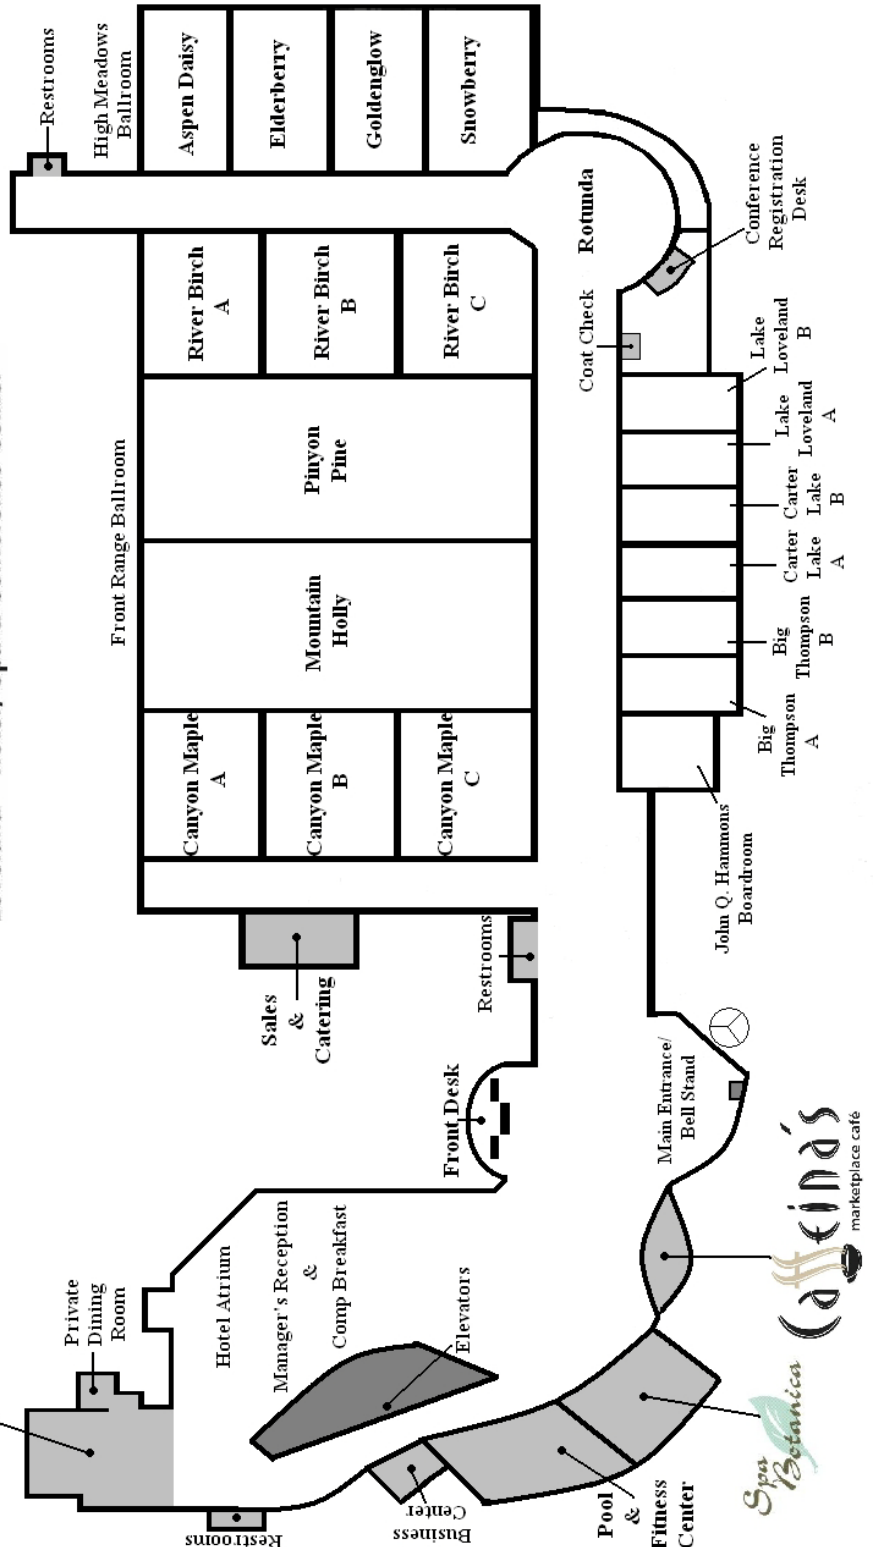 Restrooms
High Meadows
Ballroom
Aspen Daisy
Elderberry
Goldenglow
Snowberry
Rotunda
Conference
Registration
Desk
Front Range Ballroom
River Birch
A
River Birch
B
River Birch
C
Coat Check
Pinyon
Pine
Mountain
Holly
Canyon Maple
A
Canyon Maple
B
Canyon Maple
C
Lake
Loveland
B
Lake
Loveland
A
Carter
Lake
B
Carter
Lake
A
Big
Thompson
B
Big
Thompson
A
John Q. Hammons
Boardroom
Sales
&
Catering
Restrooms
Front Desk
Main Entrance/
Bell Stand
Private
Dining
Room
Hotel Atrium
Manager's Reception
&
Comp Breakfast
Elevators
Caffeina's
marketplace café
Restrooms
Business
Center
Pool
&
Fitness
Center
Spa
Botanica